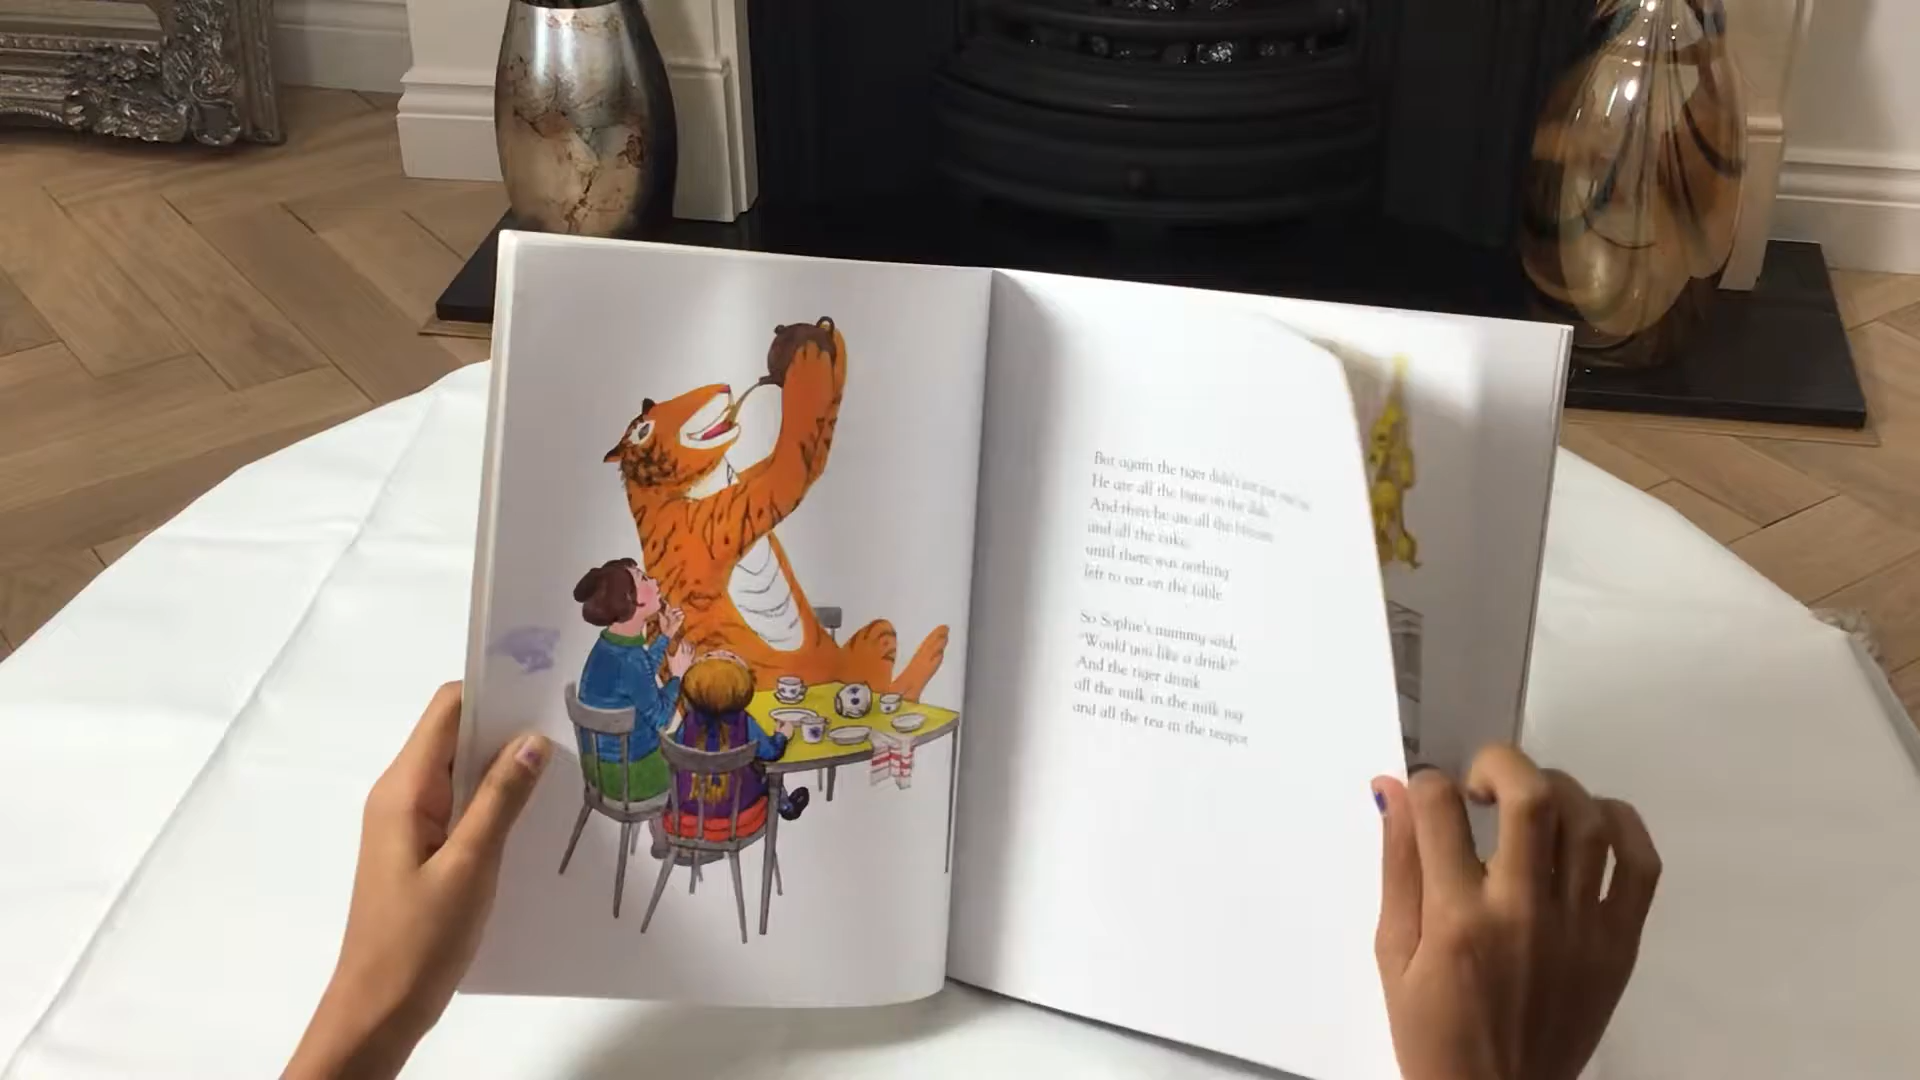 But again the tiger didn't eat just one
He ate all the buns on the dish.
And then he ate all the biscuits
and all the cake,
until there was nothing
left to eat on the table.
So Sophie's mummy said,
"Would you like a drink?"
And the tiger drank
all the milk in the milk jug
and all the tea in the teapot.